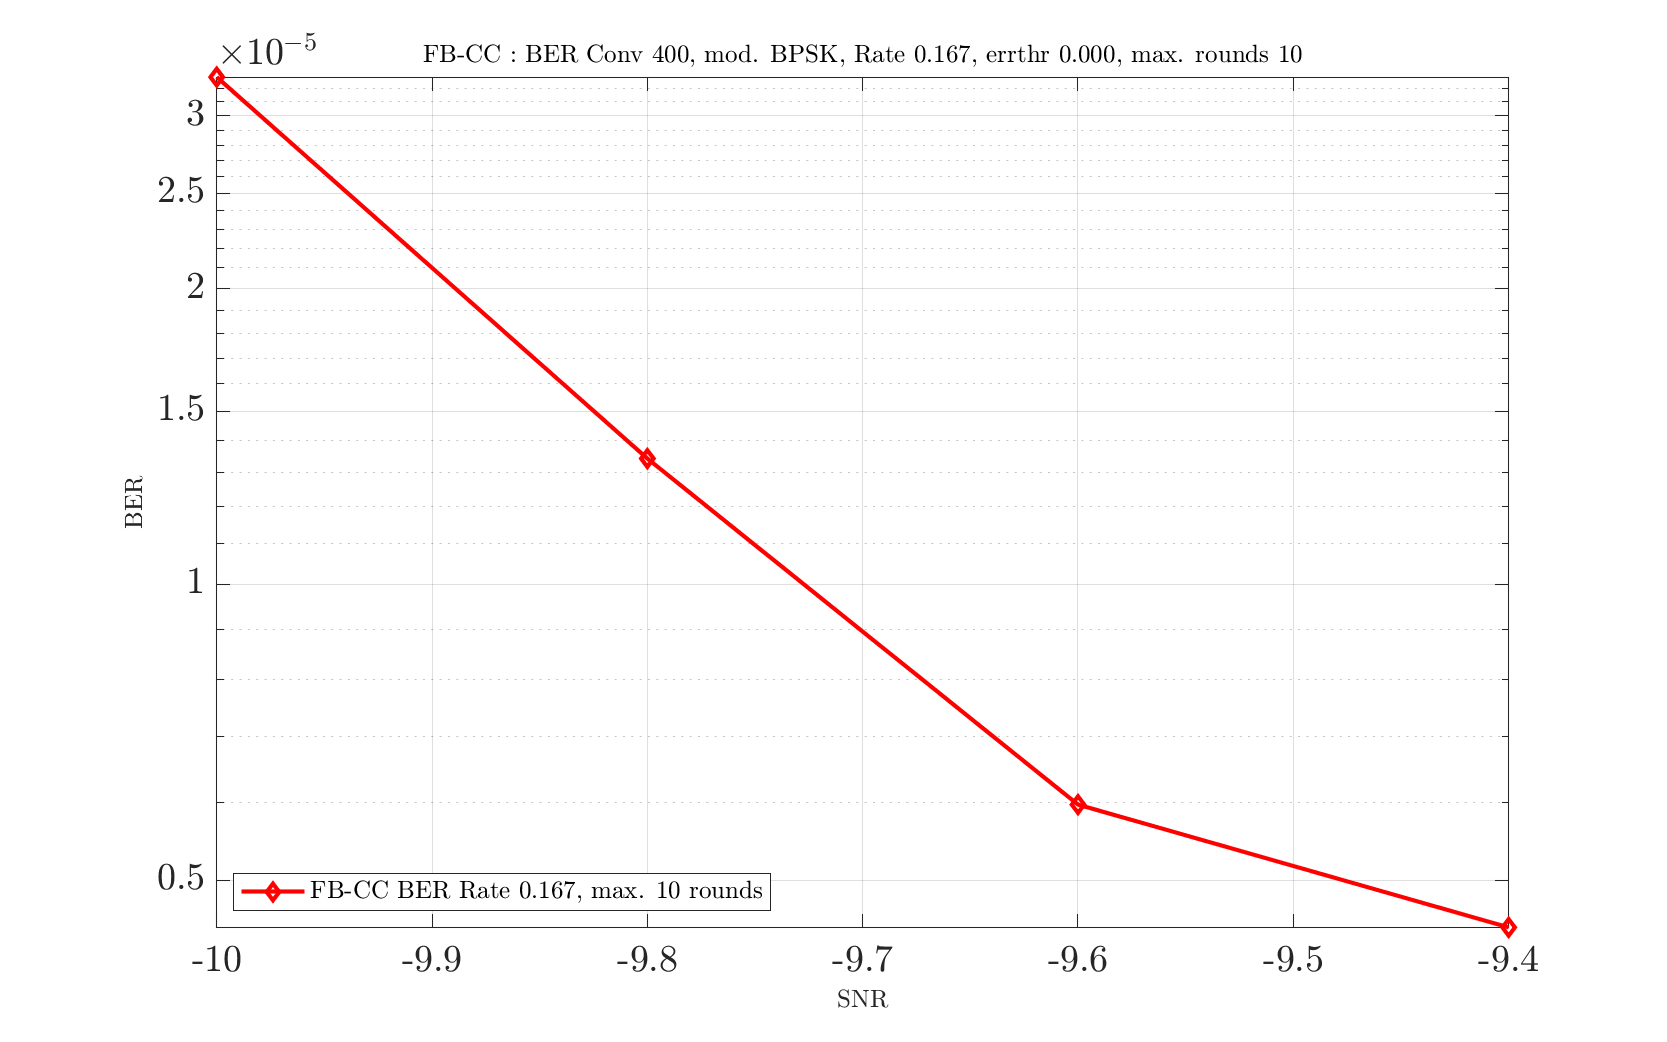 ×10⁻⁵
FB-CC : BER Conv 400, mod. BPSK, Rate 0.167, errthr 0.000, max. rounds 10
3
2.5
2
1.5
1
0.5
BER
FB-CC BER Rate 0.167, max. 10 rounds
-10 -9.9 -9.8 -9.7 -9.6 -9.5 -9.4
SNR